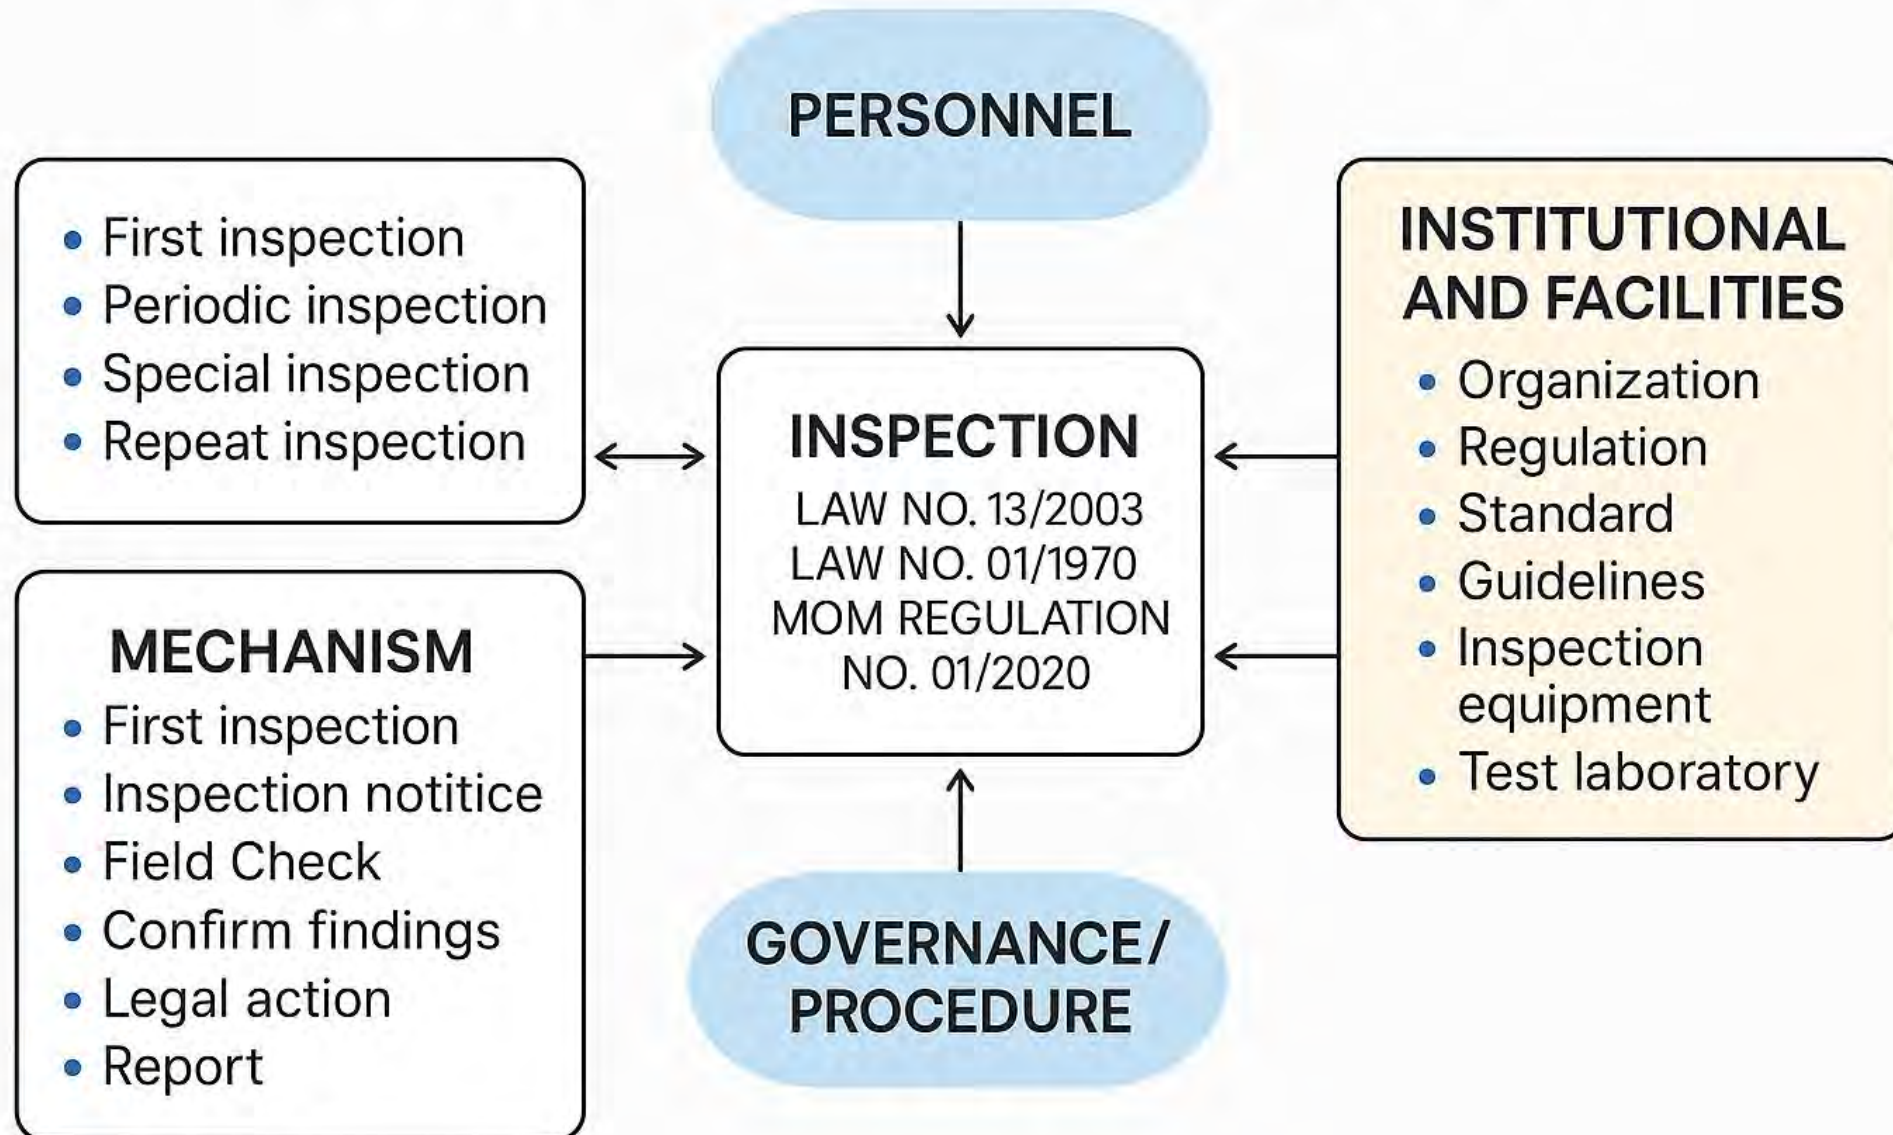 PERSONNEL
• First inspection
• Periodic inspection
• Special inspection
• Repeat inspection
MECHANISM
• First inspection
• Inspection notitice
• Field Check
• Confirm findings
• Legal action
• Report
INSPECTION
LAW NO. 13/2003
LAW NO. 01/1970
MOM REGULATION
NO. 01/2020
GOVERNANCE/
PROCEDURE
INSTITUTIONAL
AND FACILITIES
• Organization
• Regulation
• Standard
• Guidelines
• Inspection
equipment
• Test laboratory